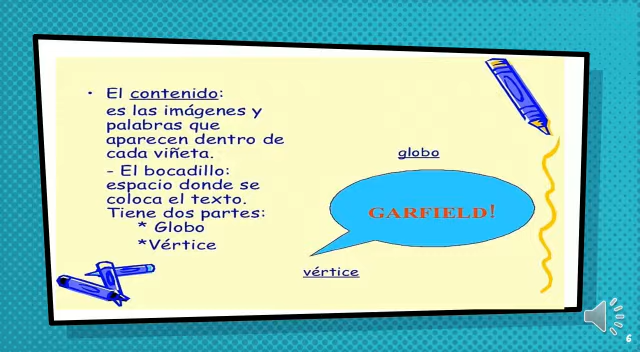 • El contenido:
es las imágenes y
palabras que
aparecen dentro de
cada viñeta.
- El bocadillo:
espacio donde se
coloca el texto.
Tiene dos partes:
* Globo
*Vértice
globo
GARFIELD!
vértice
6